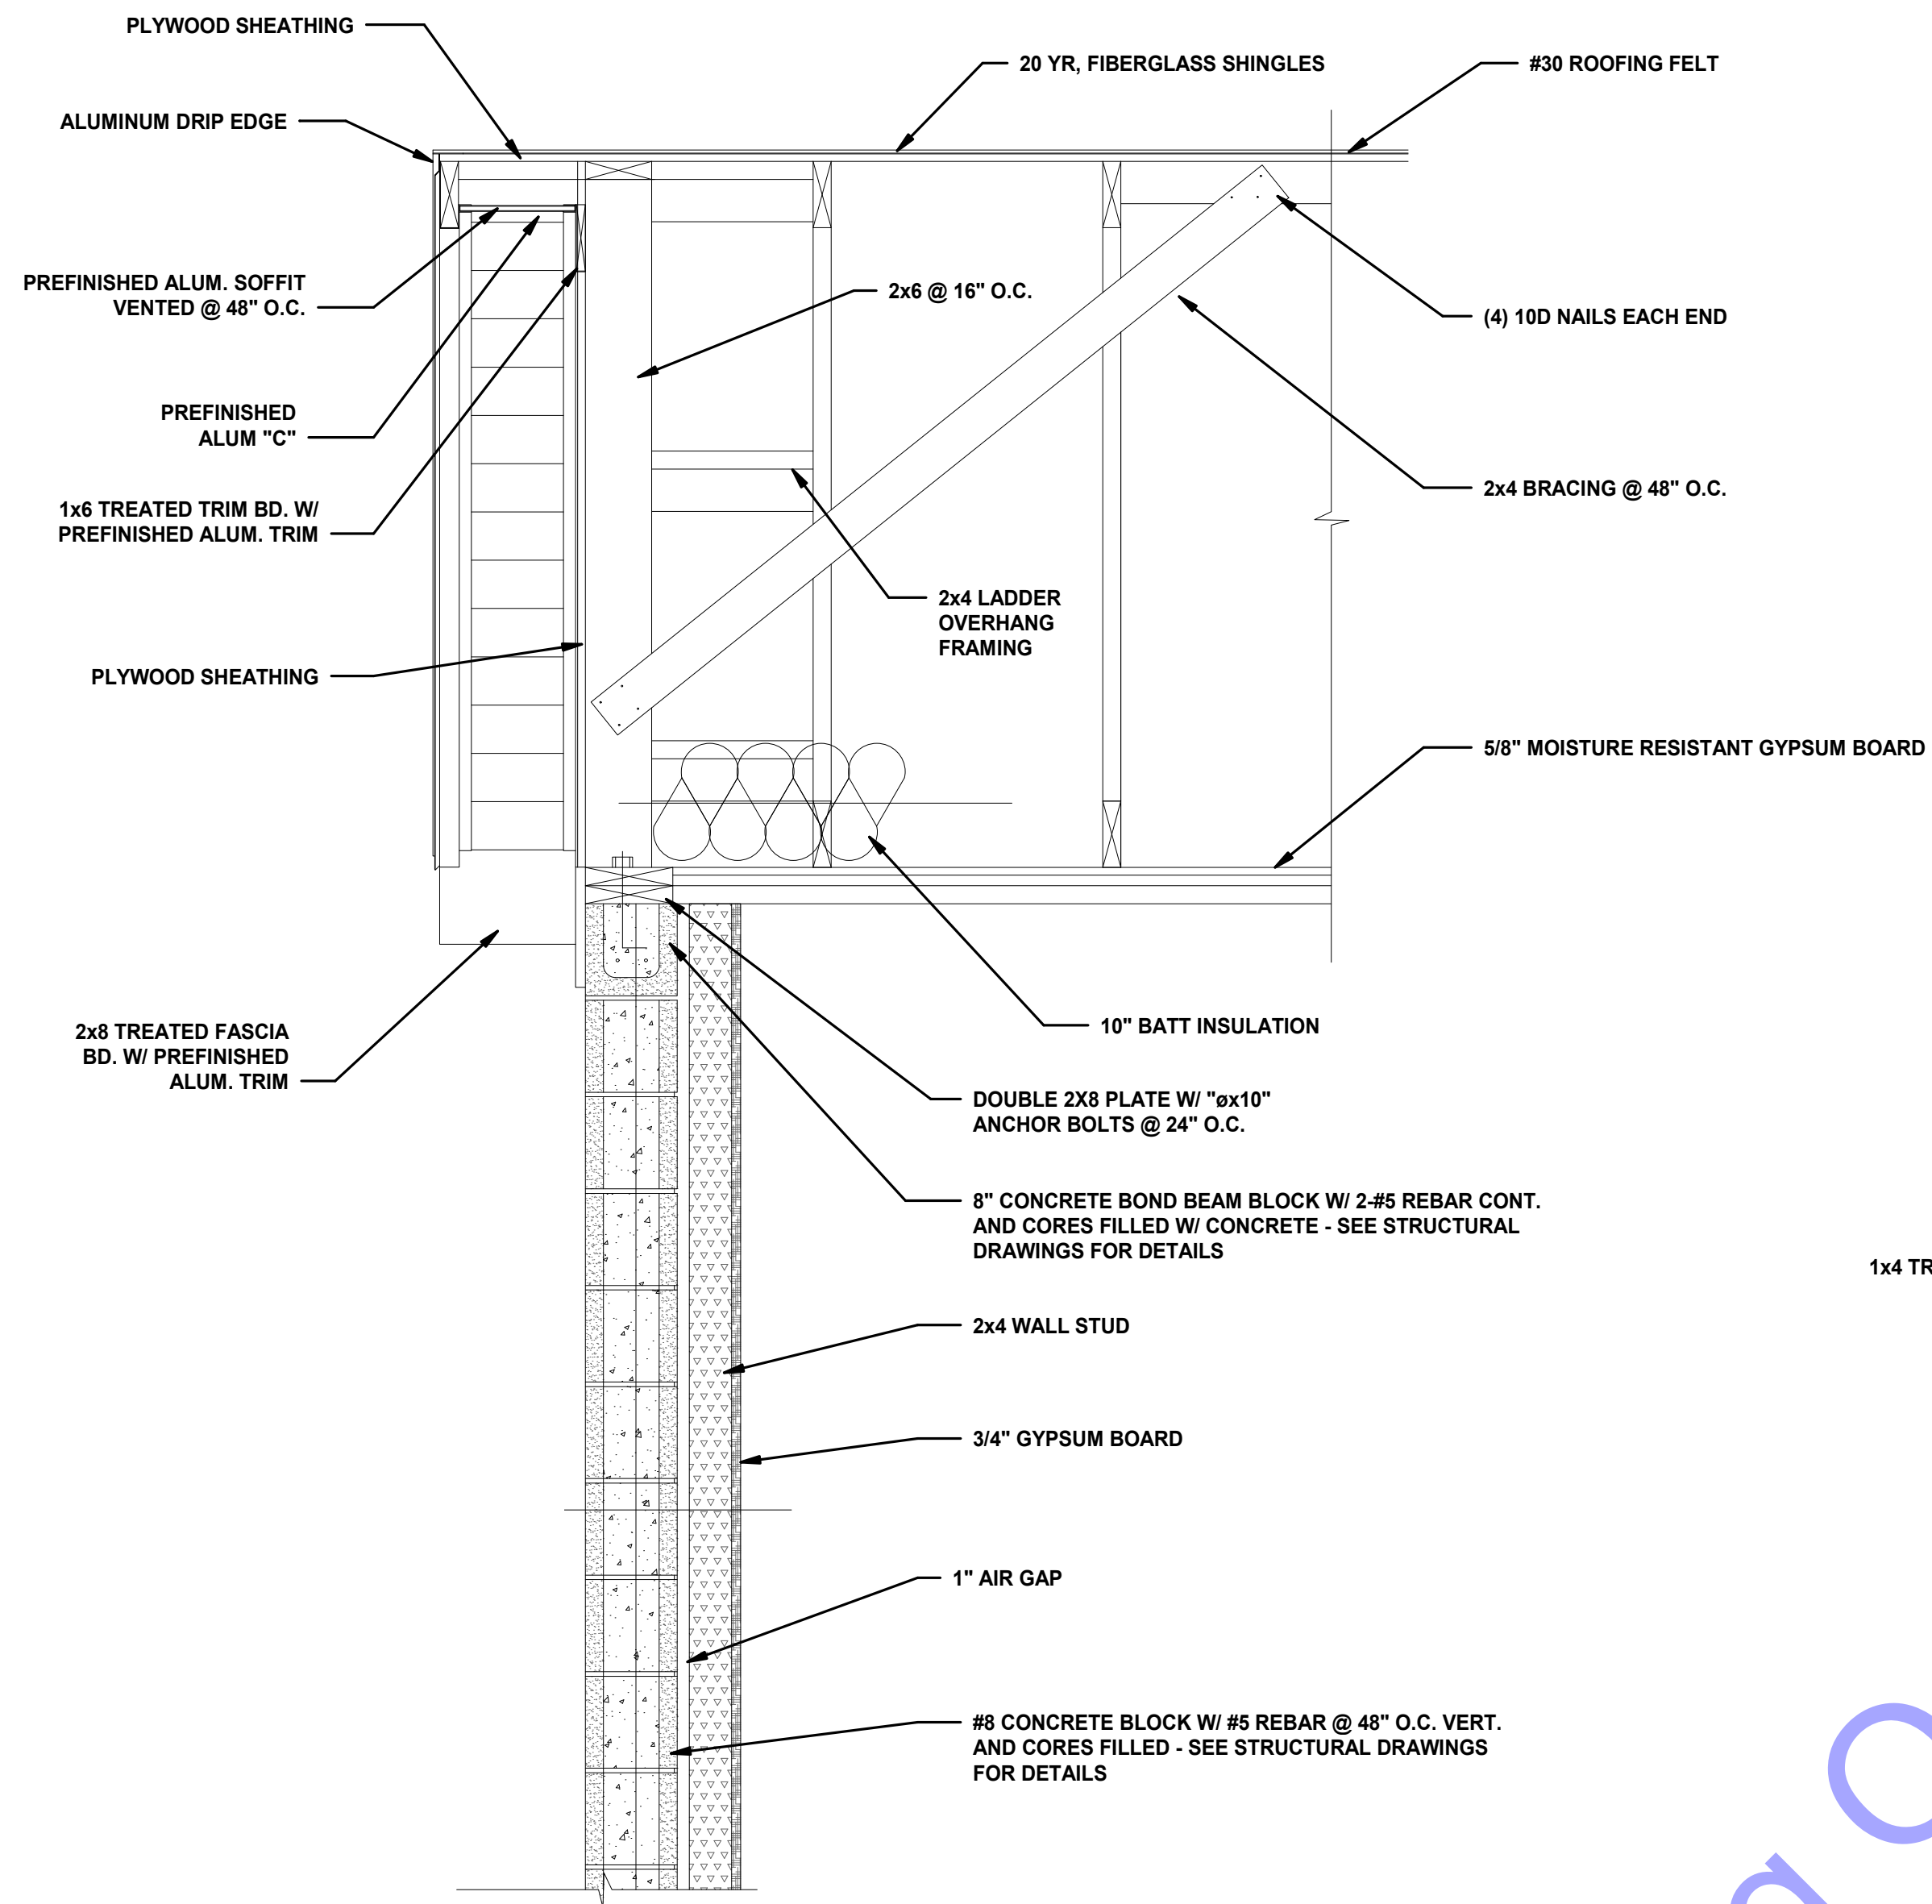 PLYWOOD SHEATHING
20 YR, FIBERGLASS SHINGLES
#30 ROOFING FELT
ALUMINUM DRIP EDGE
PREFINISHED ALUM. SOFFIT
VENTED @ 48" O.C.
2x6 @ 16" O.C.
(4) 10D NAILS EACH END
PREFINISHED
ALUM "C"
2x4 BRACING @ 48" O.C.
1x6 TREATED TRIM BD. W/
PREFINISHED ALUM. TRIM
2x4 LADDER
OVERHANG
FRAMING
PLYWOOD SHEATHING
5/8" MOISTURE RESISTANT GYPSUM BOARD
2x8 TREATED FASCIA
BD. W/ PREFINISHED
ALUM. TRIM
10" BATT INSULATION
DOUBLE 2X8 PLATE W/ "øx10"
ANCHOR BOLTS @ 24" O.C.
8" CONCRETE BOND BEAM BLOCK W/ 2-#5 REBAR CONT.
AND CORES FILLED W/ CONCRETE - SEE STRUCTURAL
DRAWINGS FOR DETAILS
1x4 TR
2x4 WALL STUD
3/4" GYPSUM BOARD
1" AIR GAP
#8 CONCRETE BLOCK W/ #5 REBAR @ 48" O.C. VERT.
AND CORES FILLED - SEE STRUCTURAL DRAWINGS
FOR DETAILS